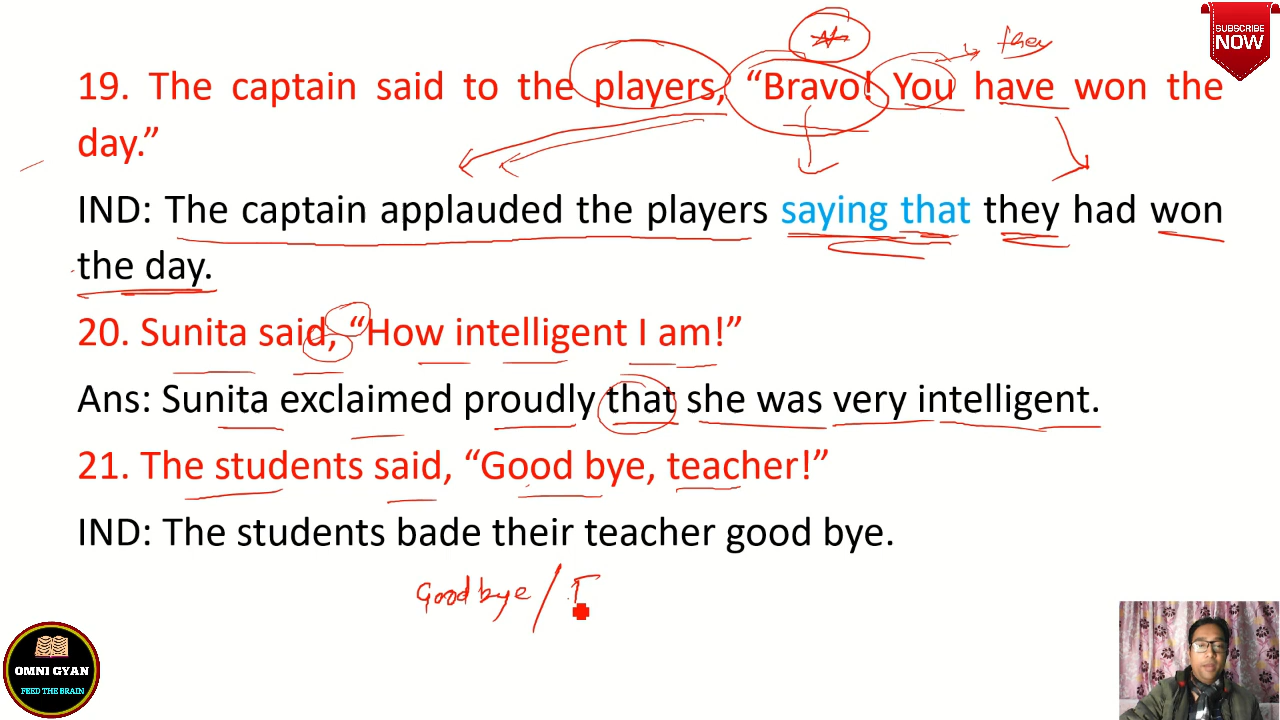 they
SUBSCRIBE
NOW
19. The captain said to the players, “Bravo! You have won the
day.”
IND: The captain applauded the players saying that they had won
the day.
20. Sunita said, “How intelligent I am!”
Ans: Sunita exclaimed proudly that she was very intelligent.
21. The students said, “Good bye, teacher!”
IND: The students bade their teacher good bye.
Good bye /
OMNI GYAN
FEED THE BRAIN